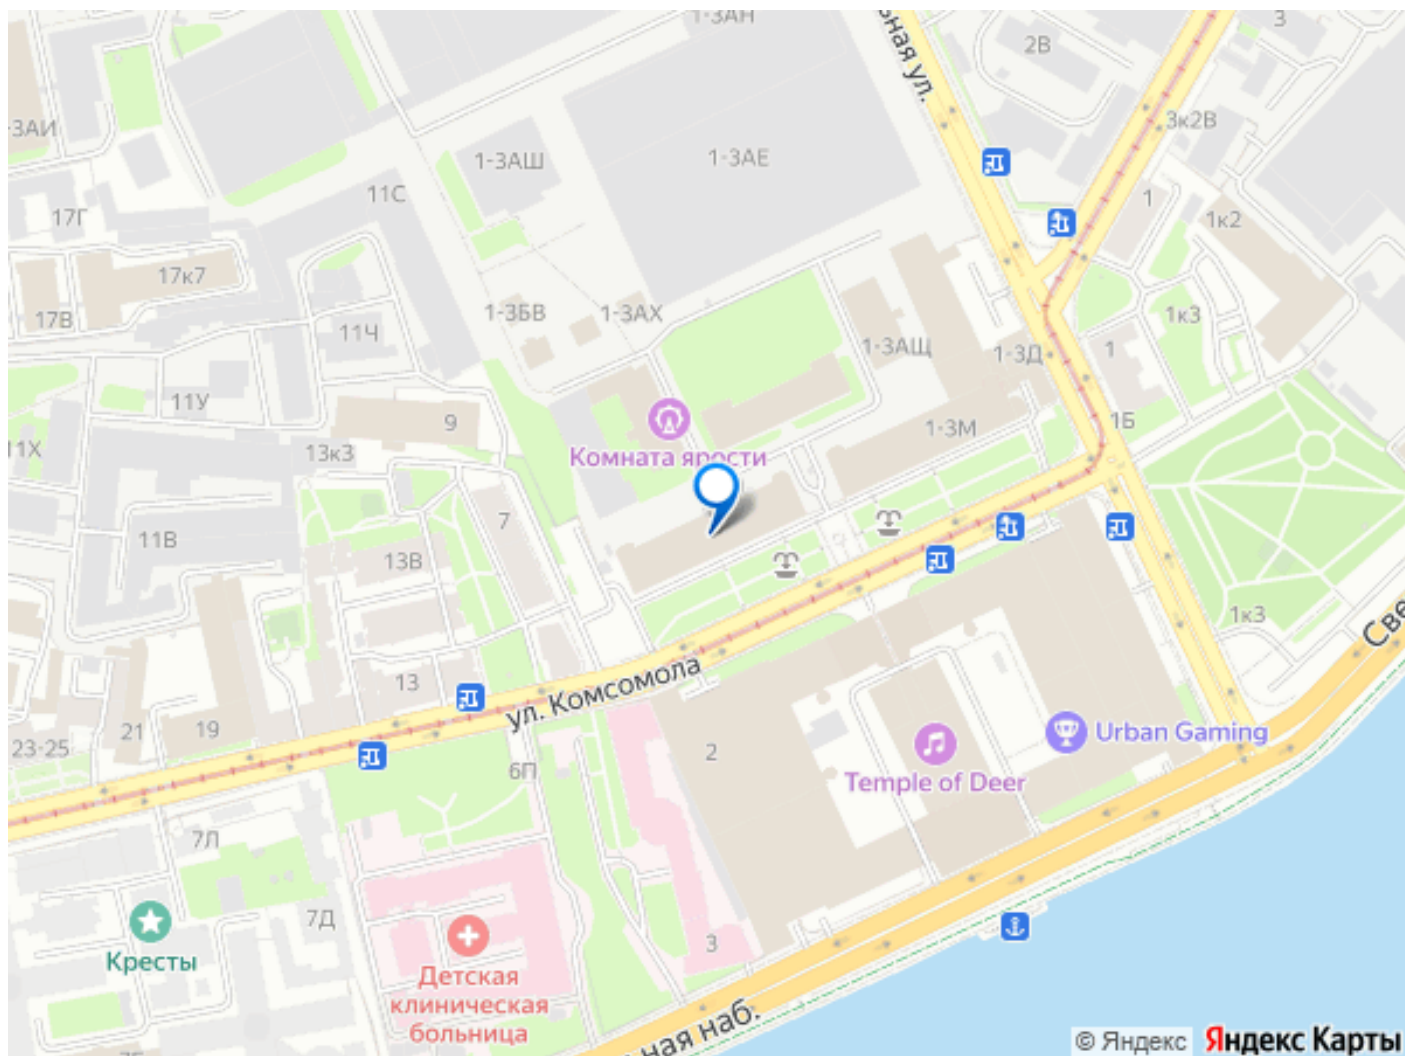 1-3АН
3
2В
ьная ул.
-3АИ
3к2В
1-3АШ
1-3АЕ
11С
1
17Г
1к2
17к7
1-3БВ
1-3АХ
17В
11Ч
1к3
1-3АЩ
1-3Д
1
11У
9
1Б
1-3М
11Х
13к3
Комната ярости
7
11В
13В
1к3
Све
13
ул. Комсомола
21
19
23-25
2
Urban Gaming
6П
Temple of Deer
7Л
7Д
3
Кресты
Детская
клиническая
больница
ьная наб.
© Яндекс
Яндекс Карты